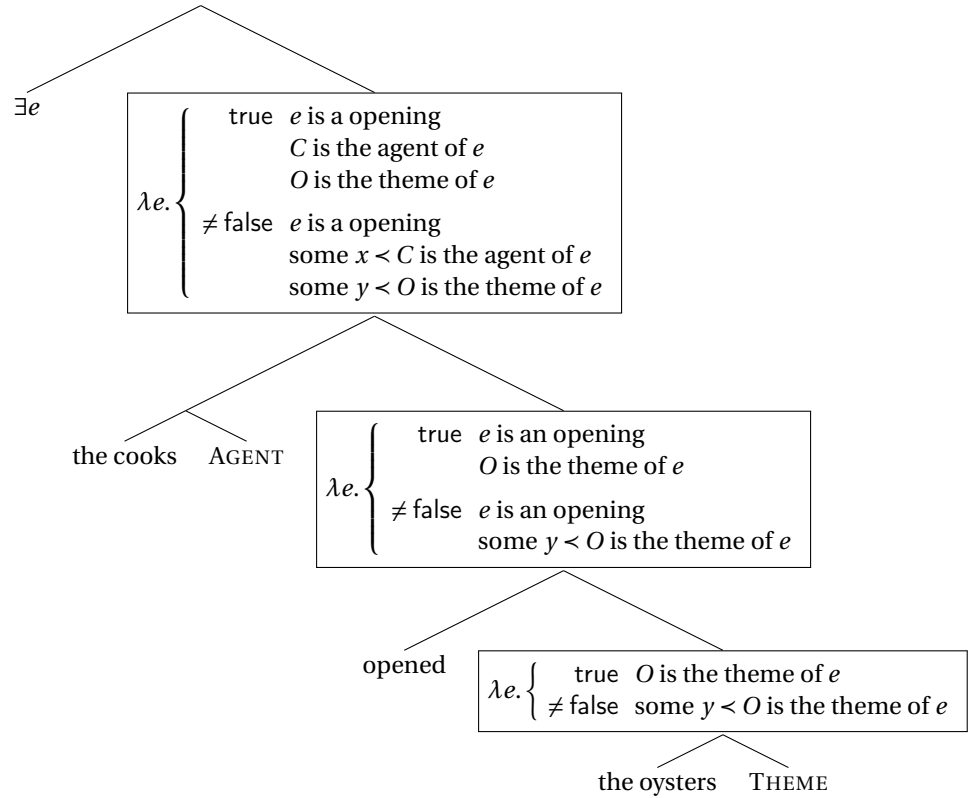 ∃e
true e is a opening
C is the agent of e
O is the theme of e
λe.
≠ false e is a opening
some x ≺ C is the agent of e
some y ≺ O is the theme of e
the cooks AGENT
true e is an opening
O is the theme of e
λe.
≠ false e is an opening
some y ≺ O is the theme of e
opened
true O is the theme of e
λe.
≠ false some y ≺ O is the theme of e
the oysters THEME